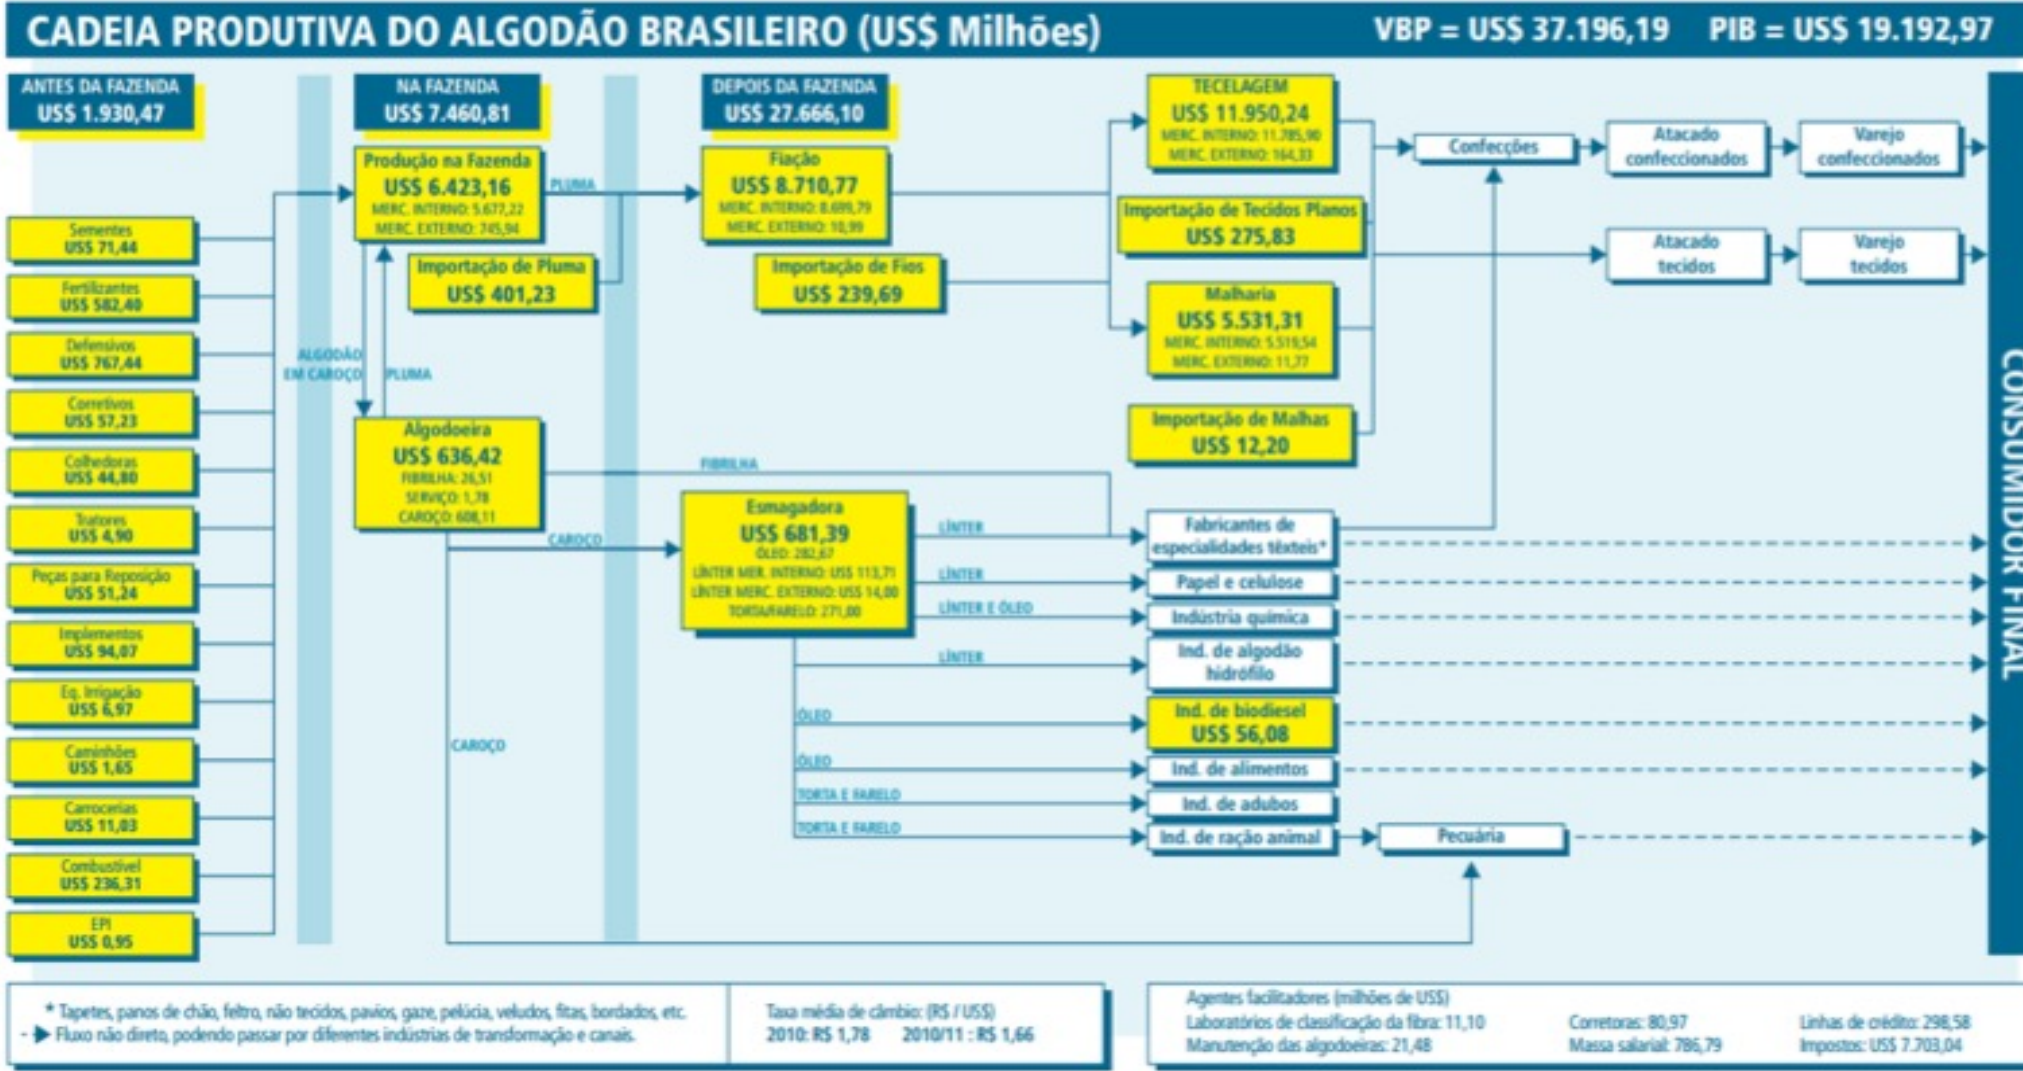 CADEIA PRODUTIVA DO ALGODÃO BRASILEIRO (US$ Milhões)
VBP = US$ 37.196,19 PIB = US$ 19.192,97
ANTES DA FAZENDA
US$ 1.930,47
Sementes
US$ 71,44
Fertilizantes
US$ 582,40
Defensivos
US$ 767,44
Corretivos
US$ 57,23
Colhedoras
US$ 44,80
Tratores
US$ 4,90
Peças para Reposição
US$ 51,24
Implementos
US$ 94,07
Eq. Irrigação
US$ 6,97
Caminhões
US$ 1,65
Carrocerias
US$ 11,03
Combustível
US$ 236,31
EPI
US$ 0,95
NA FAZENDA
US$ 7.460,81
Produção na Fazenda
US$ 6.423,16
MERC. INTERNO: 5.677,22
MERC. EXTERNO: 745,94
PLUMA
Importação de Pluma
US$ 401,23
ALGODÃO
EM CAROÇO
PLUMA
Algodoeira
US$ 636,42
FIBRILHA: 26,51
SERVIÇO: 1,78
CAROÇO: 608,11
FIBRILHA
CAROÇO
CAROÇO
DEPOIS DA FAZENDA
US$ 27.666,10
Fiação
US$ 8.710,77
MERC. INTERNO: 8.699,79
MERC. EXTERNO: 10,99
Importação de Fios
US$ 239,69
Esmagadora
US$ 681,39
ÓLEO: 282,67
LÍNTER MER. INTERNO: US$ 113,71
LÍNTER MERC. EXTERNO: US$ 14,00
TORTA/FARELO: 271,00
LÍNTER
LÍNTER
LÍNTER E ÓLEO
LÍNTER
ÓLEO
ÓLEO
TORTA E FARELO
TORTA E FARELO
TECELAGEM
US$ 11.950,24
MERC. INTERNO: 11.785,90
MERC. EXTERNO: 164,33
Importação de Tecidos Planos
US$ 275,83
Malharia
US$ 5.531,31
MERC. INTERNO: 5.519,54
MERC. EXTERNO: 11,77
Importação de Malhas
US$ 12,20
Fabricantes de
especialidades têxteis*
Papel e celulose
Indústria química
Ind. de algodão
hidrófilo
Ind. de biodiesel
US$ 56,08
Ind. de alimentos
Ind. de adubos
Ind. de ração animal
Pecuária
Confecções
Atacado
confeccionados
Varejo
confeccionados
Atacado
tecidos
Varejo
tecidos
CONSUMIDOR FINAL
* Tapetes, panos de chão, feltro, não tecidos, pavios, gaze, pelúcia, veludos, fitas, bordados, etc.
Fluxo não direto, podendo passar por diferentes indústrias de transformação e canais.
Taxa média de câmbio: (R$ / US$)
2010: R$ 1,78 2010/11 : R$ 1,66
Agentes facilitadores (milhões de US$)
Laboratórios de classificação da fibra: 11,10
Manutenção das algodoeiras: 21,48
Corretoras: 80,97
Massa salarial: 786,79
Linhas de crédito: 298,58
Impostos: US$ 7.703,04